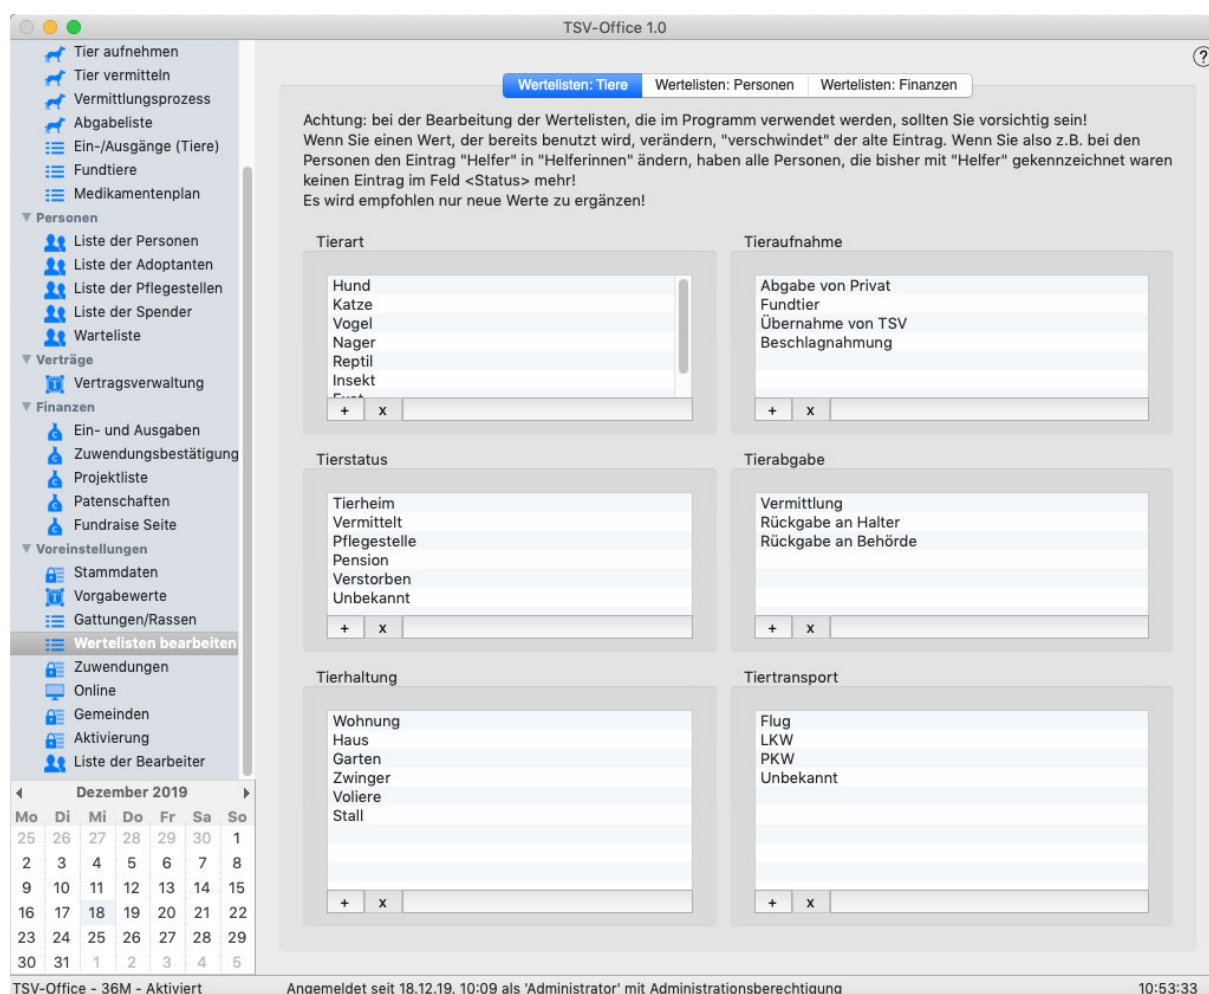 TSV-Office 1.0
?
Tier aufnehmen
Tier vermitteln
Vermittlungsprozess
Abgabeliste
Ein-/Ausgänge (Tiere)
Fundtiere
Medikamentenplan
Personen
Liste der Personen
Liste der Adoptanten
Liste der Pflegestellen
Liste der Spender
Warteliste
Verträge
Vertragsverwaltung
Finanzen
Ein- und Ausgaben
Zuwendungsbestätigung
Projektliste
Patenschaften
Fundraise Seite
Voreinstellungen
Stammdaten
Vorgabewerte
Gattungen/Rassen
Wertelisten bearbeiten
Zuwendungen
Online
Gemeinden
Aktivierung
Liste der Bearbeiter
Dezember 2019
Mo Di Mi Do Fr Sa So
25 26 27 28 29 30 1
2 3 4 5 6 7 8
9 10 11 12 13 14 15
16 17 18 19 20 21 22
23 24 25 26 27 28 29
30 31 1 2 3 4 5
Wertelisten: Tiere Wertelisten: Personen Wertelisten: Finanzen
Achtung: bei der Bearbeitung der Wertelisten, die im Programm verwendet werden, sollten Sie vorsichtig sein!
Wenn Sie einen Wert, der bereits benutzt wird, verändern, "verschwindet" der alte Eintrag. Wenn Sie also z.B. bei den
Personen den Eintrag "Helfer" in "Helferinnen" ändern, haben alle Personen, die bisher mit "Helfer" gekennzeichnet waren
keinen Eintrag im Feld <Status> mehr!
Es wird empfohlen nur neue Werte zu ergänzen!
Tierart
Hund
Katze
Vogel
Nager
Reptil
Insekt
+ x
Tieraufnahme
Abgabe von Privat
Fundtier
Übernahme von TSV
Beschlagnahmung
+ x
Tierstatus
Tierheim
Vermittelt
Pflegestelle
Pension
Verstorben
Unbekannt
+ x
Tierabgabe
Vermittlung
Rückgabe an Halter
Rückgabe an Behörde
+ x
Tierhaltung
Wohnung
Haus
Garten
Zwinger
Voliere
Stall
+ x
Tiertransport
Flug
LKW
PKW
Unbekannt
+ x
TSV-Office - 36M - Aktiviert
Angemeldet seit 18.12.19, 10:09 als 'Administrator' mit Administrationsberechtigung
10:53:33